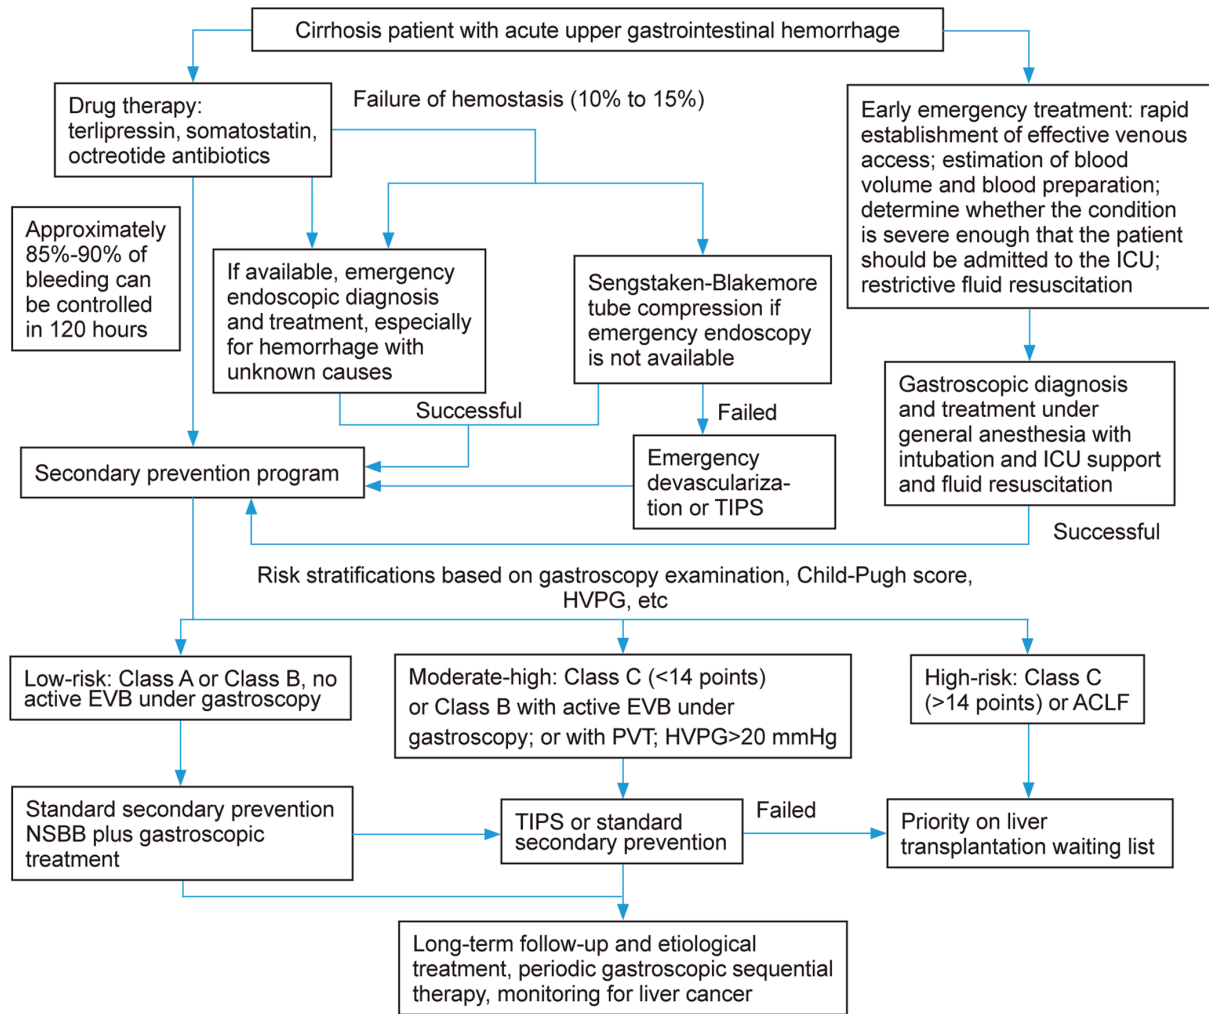 Cirrhosis patient with acute upper gastrointestinal hemorrhage
Drug therapy:
terlipressin, somatostatin,
octreotide antibiotics
Failure of hemostasis (10% to 15%)
Early emergency treatment: rapid
establishment of effective venous
access; estimation of blood
volume and blood preparation;
determine whether the condition
is severe enough that the patient
should be admitted to the ICU;
restrictive fluid resuscitation
Approximately
85%-90% of
bleeding can
be controlled
in 120 hours
If available, emergency
endoscopic diagnosis
and treatment, especially
for hemorrhage with
unknown causes
Sengstaken-Blakemore
tube compression if
emergency endoscopy
is not available
Gastroscopic diagnosis
and treatment under
general anesthesia with
intubation and ICU support
and fluid resuscitation
Successful
Failed
Secondary prevention program
Emergency
devasculariza-
tion or TIPS
Successful
Risk stratifications based on gastroscopy examination, Child-Pugh score,
HVPG, etc
Low-risk: Class A or Class B, no
active EVB under gastroscopy
Moderate-high: Class C (<14 points)
or Class B with active EVB under
gastroscopy; or with PVT; HVPG>20 mmHg
High-risk: Class C
(>14 points) or ACLF
Standard secondary prevention
NSBB plus gastroscopic
treatment
TIPS or standard
secondary prevention
Failed
Priority on liver
transplantation waiting list
Long-term follow-up and etiological
treatment, periodic gastroscopic sequential
therapy, monitoring for liver cancer